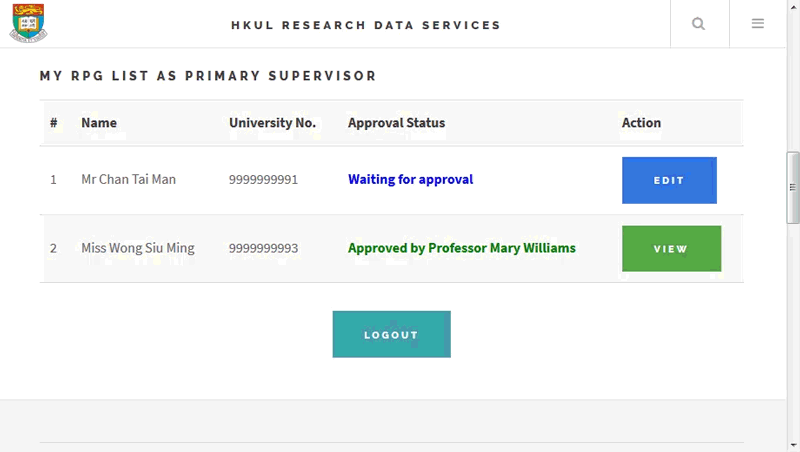 HKUL RESEARCH DATA SERVICES
MY RPG LIST AS PRIMARY SUPERVISOR
# Name University No. Approval Status Action
1 Mr Chan Tai Man 9999999991 Waiting for approval EDIT
2 Miss Wong Siu Ming 9999999993 Approved by Professor Mary Williams VIEW
LOGOUT